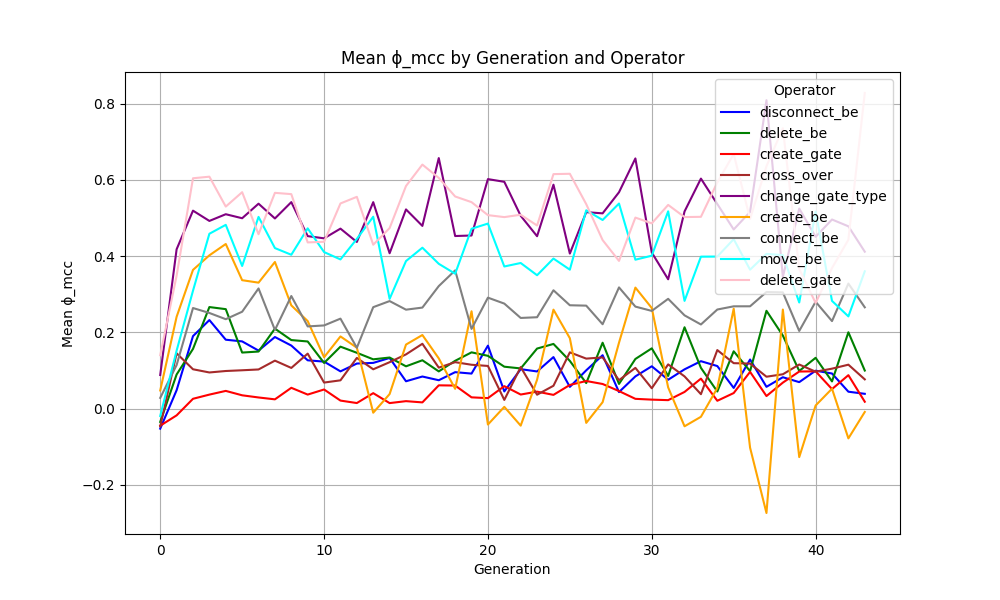 Mean ϕ_mcc by Generation and Operator
Mean ϕ_mcc
0.8
0.6
0.4
0.2
0.0
−0.2
0
10
20
30
40
Generation
Operator
disconnect_be
delete_be
create_gate
cross_over
change_gate_type
create_be
connect_be
move_be
delete_gate